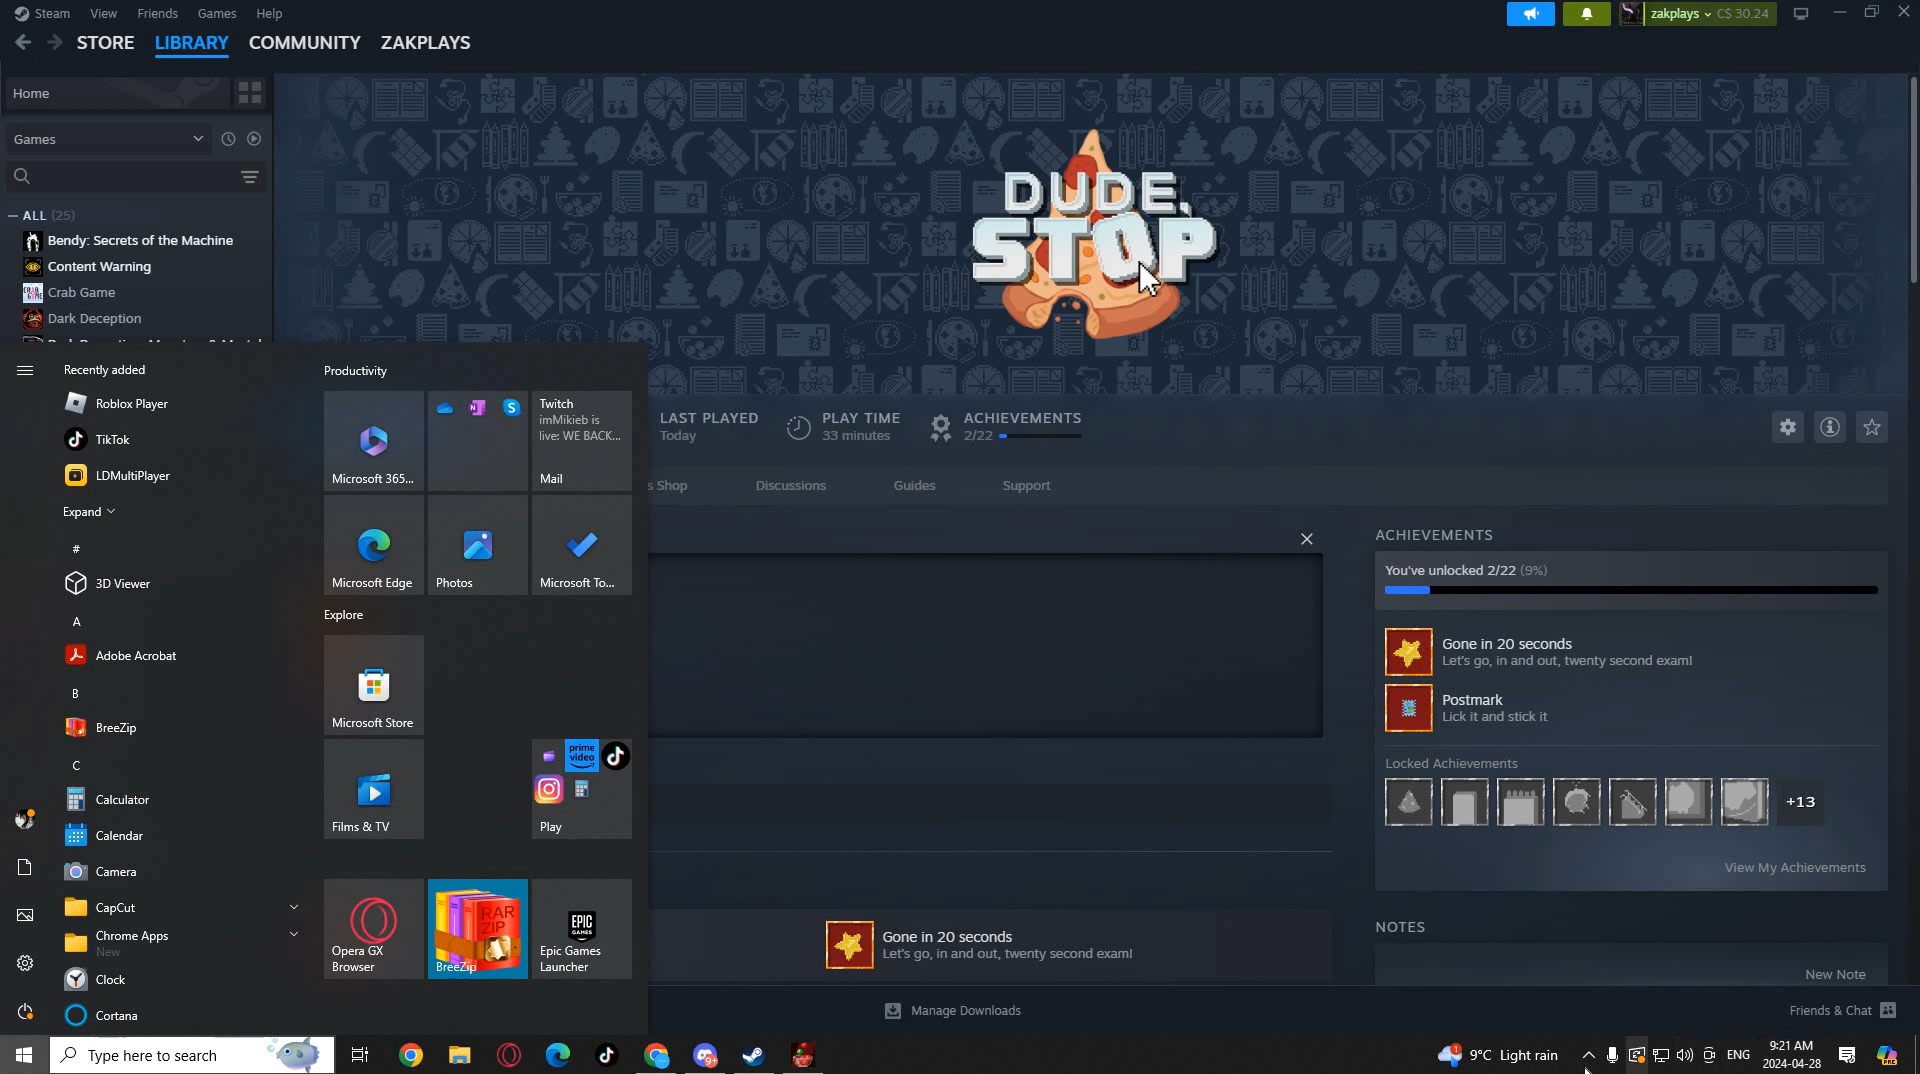 Steam View Friends Games Help
zakplays C$ 30.24
STORE LIBRARY COMMUNITY ZAKPLAYS
Home
Games
ALL (25)
Bendy: Secrets of the Machine
Content Warning
Crab Game
Dark Deception
DUDE,
STOP
LAST PLAYED
Today
PLAY TIME
33 minutes
ACHIEVEMENTS
2/22
s Shop Discussions Guides Support
ACHIEVEMENTS
You've unlocked 2/22 (9%)
Gone in 20 seconds
Let's go, in and out, twenty second exam!
Postmark
Lick it and stick it
Locked Achievements
+13
View My Achievements
NOTES
New Note
Gone in 20 seconds
Let's go, in and out, twenty second exam!
Manage Downloads
Friends & Chat
Recently added
Roblox Player
TikTok
LDMultiPlayer
Expand
#
3D Viewer
A
Adobe Acrobat
B
BreeZip
C
Calculator
Calendar
Camera
CapCut
Chrome Apps
New
Clock
Cortana
Productivity
Microsoft 365...
Twitch
imMikieb is
live: WE BACK...
Mail
Microsoft Edge
Photos
Microsoft To...
Explore
Microsoft Store
Films & TV
prime
video
Play
Opera GX
Browser
RAR
ZIP
BreeZip
EPIC
GAMES
Epic Games
Launcher
Type here to search
9+
1
9°C Light rain
ENG
9:21 AM
2024-04-28
PRE